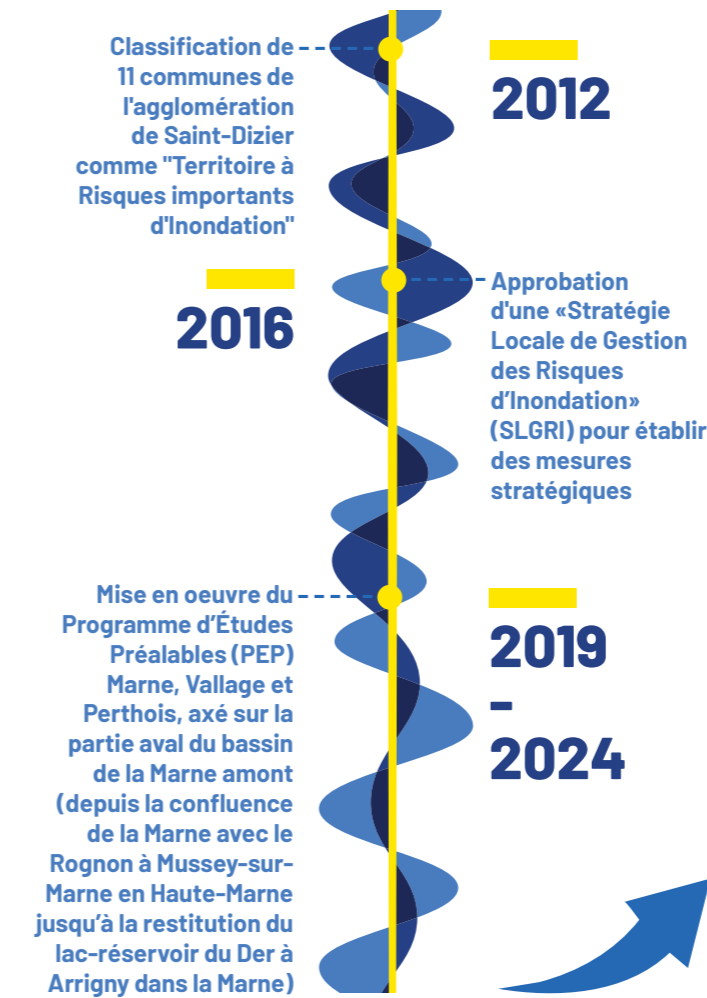 Classification de
11 communes de
l'agglomération
de Saint-Dizier
comme "Territoire à
Risques importants
d'Inondation"
2012
2016
Approbation
d'une «Stratégie
Locale de Gestion
des Risques
d'Inondation»
(SLGRI) pour établir
des mesures
stratégiques
Mise en oeuvre du
Programme d'Études
Préalables (PEP)
Marne, Vallage et
Perthois, axé sur la
partie aval du bassin
de la Marne amont
(depuis la confluence
de la Marne avec le
Rognon à Mussey-sur-
Marne en Haute-Marne
jusqu'à la restitution du
lac-réservoir du Der à
Arrigny dans la Marne)
2019
-
2024